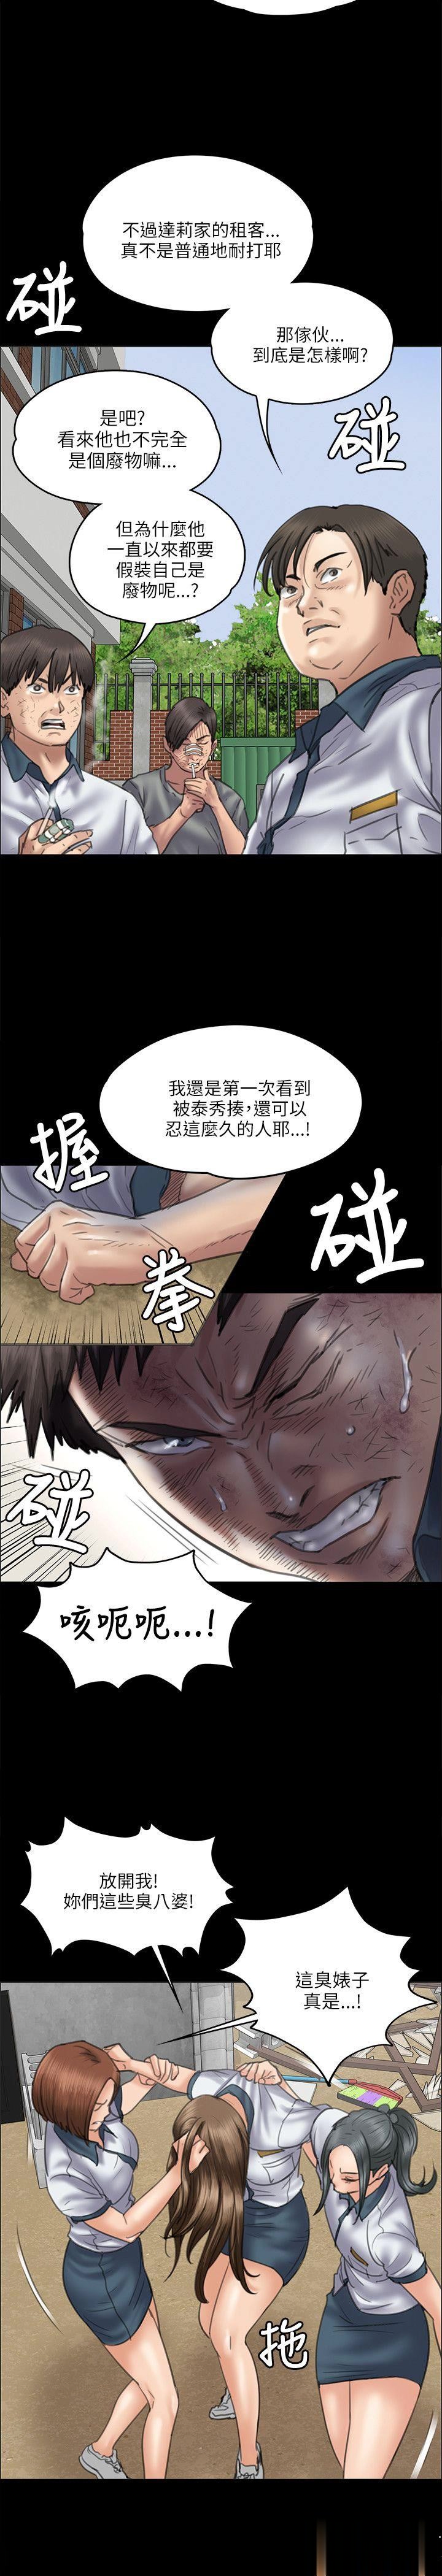 不過達莉家的租客...
真不是普通地耐打耶
碰
那傢伙...
到底是怎樣啊?
碰
是吧?
看來他也不完全
是個廢物嘛...
但為什麼他
一直以來都要
假裝自己是
廢物呢...?
我還是第一次看到
被泰秀揍，還可以
忍這麼久的人耶...!
握
拳
碰
碰
咳呃呃...!
放開我!
妳們這些臭八婆!
這臭婊子
真是...!
拖